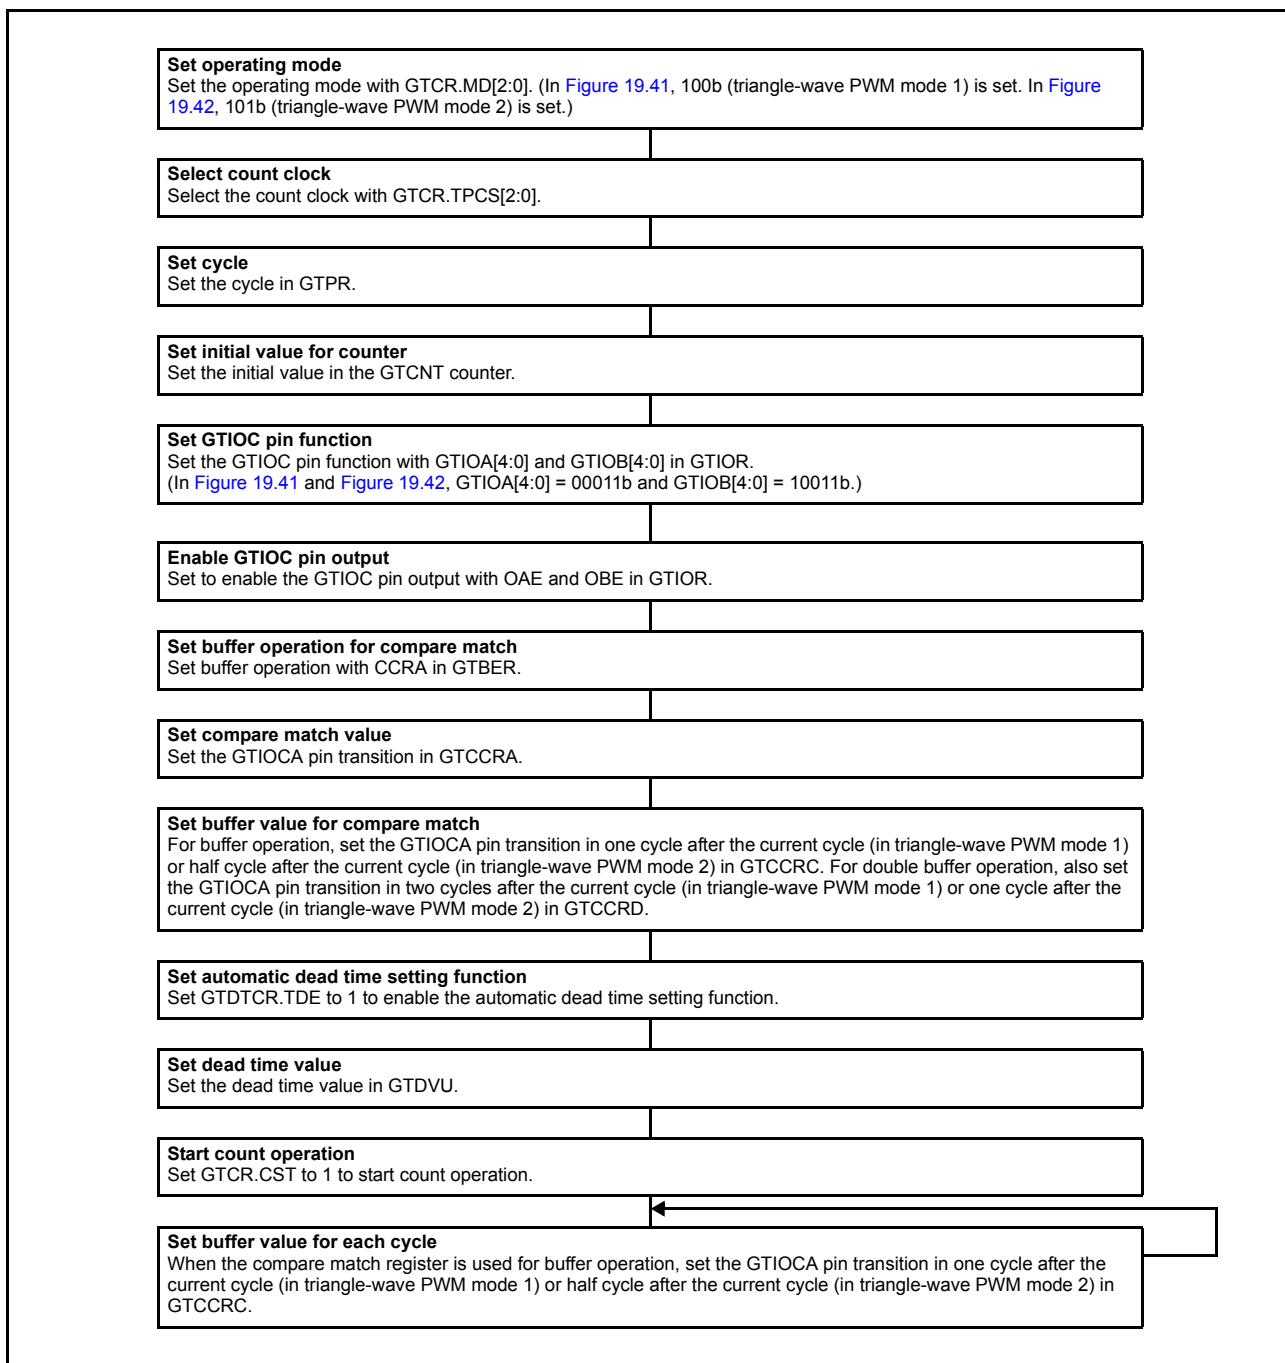 Set operating mode
Set the operating mode with GTCR.MD[2:0]. (In Figure 19.41, 100b (triangle-wave PWM mode 1) is set. In Figure
19.42, 101b (triangle-wave PWM mode 2) is set.)
Select count clock
Select the count clock with GTCR.TPCS[2:0].
Set cycle
Set the cycle in GTPR.
Set initial value for counter
Set the initial value in the GTCNT counter.
Set GTIOC pin function
Set the GTIOC pin function with GTIOA[4:0] and GTIOB[4:0] in GTIOR.
(In Figure 19.41 and Figure 19.42, GTIOA[4:0] = 00011b and GTIOB[4:0] = 10011b.)
Enable GTIOC pin output
Set to enable the GTIOC pin output with OAE and OBE in GTIOR.
Set buffer operation for compare match
Set buffer operation with CCRA in GTBER.
Set compare match value
Set the GTIOCA pin transition in GTCCRA.
Set buffer value for compare match
For buffer operation, set the GTIOCA pin transition in one cycle after the current cycle (in triangle-wave PWM mode 1)
or half cycle after the current cycle (in triangle-wave PWM mode 2) in GTCCRC. For double buffer operation, also set
the GTIOCA pin transition in two cycles after the current cycle (in triangle-wave PWM mode 1) or one cycle after the
current cycle (in triangle-wave PWM mode 2) in GTCCRD.
Set automatic dead time setting function
Set GTDTCR.TDE to 1 to enable the automatic dead time setting function.
Set dead time value
Set the dead time value in GTDVU.
Start count operation
Set GTCR.CST to 1 to start count operation.
Set buffer value for each cycle
When the compare match register is used for buffer operation, set the GTIOCA pin transition in one cycle after the
current cycle (in triangle-wave PWM mode 1) or half cycle after the current cycle (in triangle-wave PWM mode 2) in
GTCCRC.